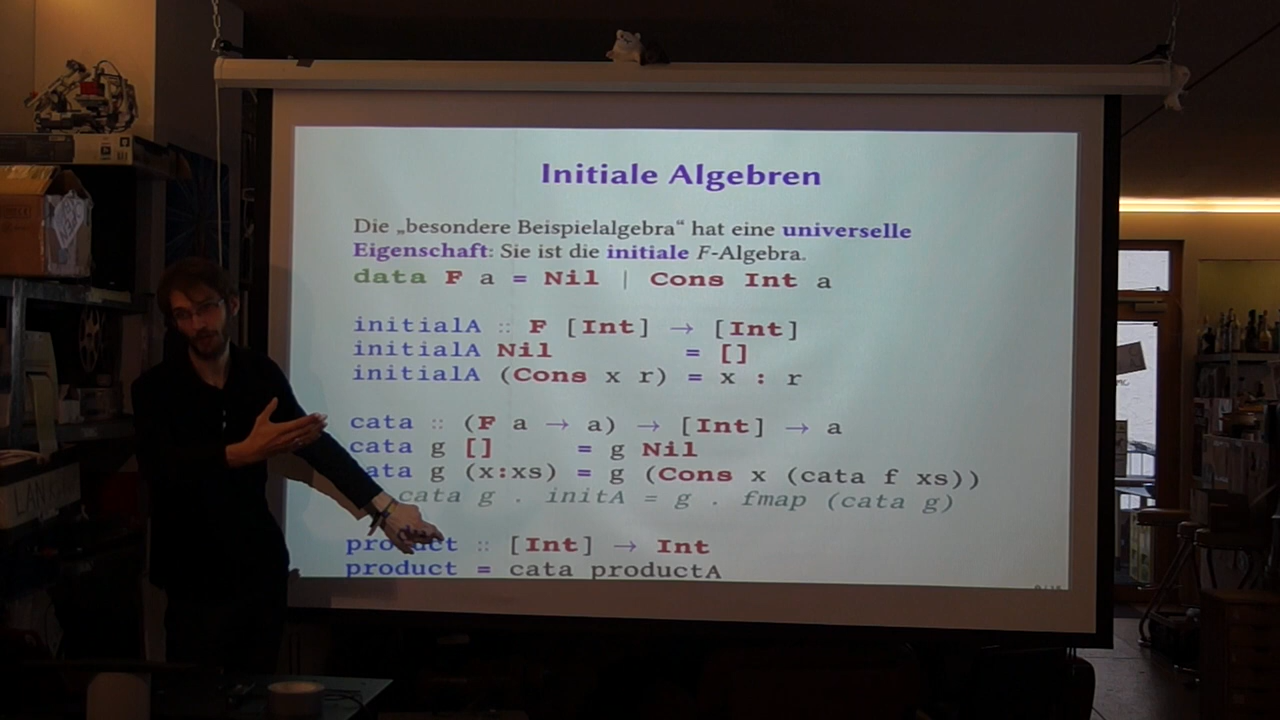 Initiale Algebren
Die „besondere Beispielalgebra“ hat eine universelle
Eigenschaft: Sie ist die initiale F-Algebra.
data F a = Nil | Cons Int a
initialA :: F [Int] → [Int]
initialA Nil = []
initialA (Cons x r) = x : r
cata :: (F a → a) → [Int] → a
cata g [] = g Nil
cata g (x:xs) = g (Cons x (cata f xs))
cata g . initA = g . fmap (cata g)
product :: [Int] → Int
product = cata productA